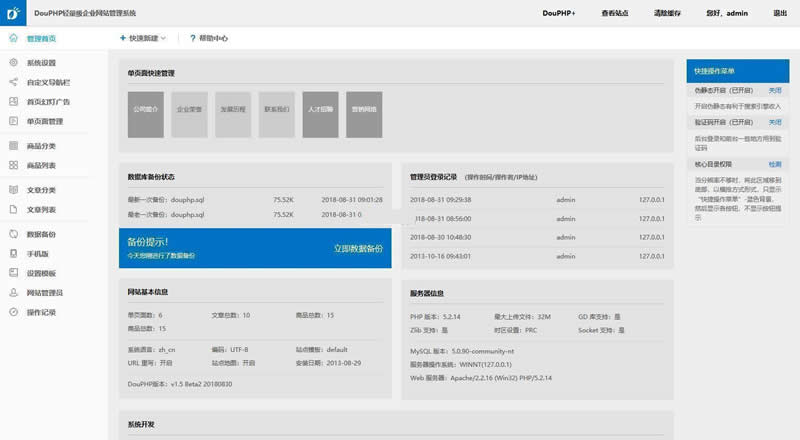 DouPHP轻量级企业网站管理系统
DouPHP+ 查看站点 清除缓存 您好，admin 退出
管理首页
快速新建
? 帮助中心
系统设置
自定义导航栏
首页幻灯广告
单页面管理
商品分类
商品列表
文章分类
文章列表
数据备份
手机版
设置模板
网站管理员
操作记录
单页面快速管理
公司简介 企业荣誉 发展历程 联系我们 人才招聘 营销网络
数据库备份状态
最新一次备份：douphp.sql 75.52K 2018-08-31 09:01:28
最老一次备份：douphp.sql 75.52K 2018-08-31 0
备份提示！
今天您刚进行了数据备份
立即数据备份
管理员登录记录 (操作时间/操作者/IP地址)
2018-08-31 09:29:38 admin 127.0.0.1
018-08-31 08:56:00 admin 127.0.0.1
2018-08-30 10:48:30 admin 127.0.0.1
2013-10-16 09:43:01 admin 127.0.0.1
网站基本信息
单页面数：6 文章总数：10 商品总数：15
商品总数：15
系统语言：zh_cn 编码：UTF-8 站点模板：default
URL 重写：开启 站点地图：开启 安装日期：2013-08-29
DouPHP版本：v1.5 Beta2 20180830
服务器信息
PHP 版本：5.2.14 最大上传文件：32M GD 库支持：是
Zlib 支持：是 时区设置：PRC Socket 支持：是
MySQL 版本：5.0.90-community-nt
服务器操作系统：WINNT(127.0.0.1)
Web 服务器：Apache/2.2.16 (Win32) PHP/5.2.14
系统开发
快捷操作菜单
伪静态开启 (已开启) 关闭
开启伪静态有利于搜索引擎收入
验证码开启 (已开启) 关闭
后台登录和前台一些地方用到验
证码
核心目录权限 检测
当分辨率不够时，将此区域移到
底部，以横排方式形式，只显示
“快捷操作菜单”-蓝色背景，
然后显示各按钮，不显示按钮提
示